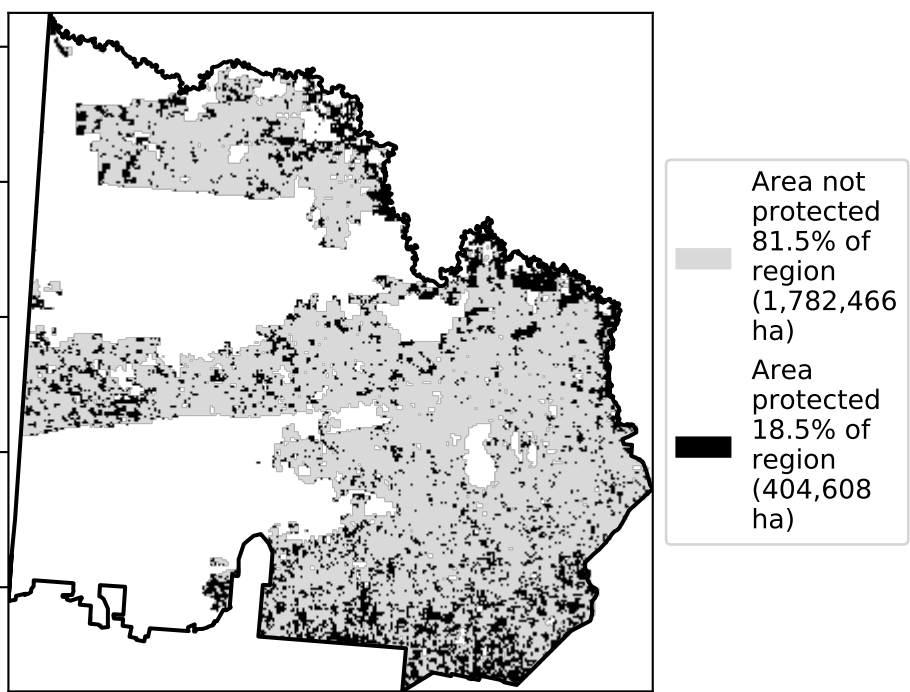 Area not
protected
81.5% of
region
(1,782,466
ha)
Area
protected
18.5% of
region
(404,608
ha)